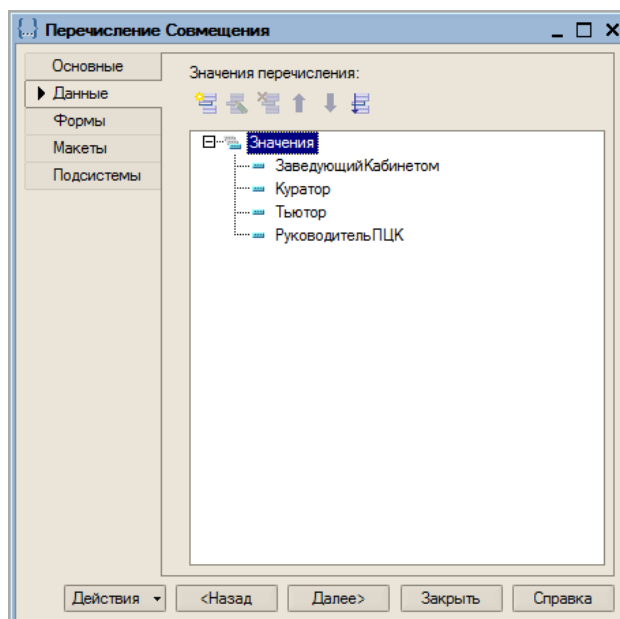 Перечисление Совмещения
Основные
Данные
Формы
Макеты
Подсистемы
Значения перечисления:
Значения
ЗаведующийКабинетом
Куратор
Тьютор
РуководительПЦК
Действия
<Назад
Далее>
Закрыть
Справка